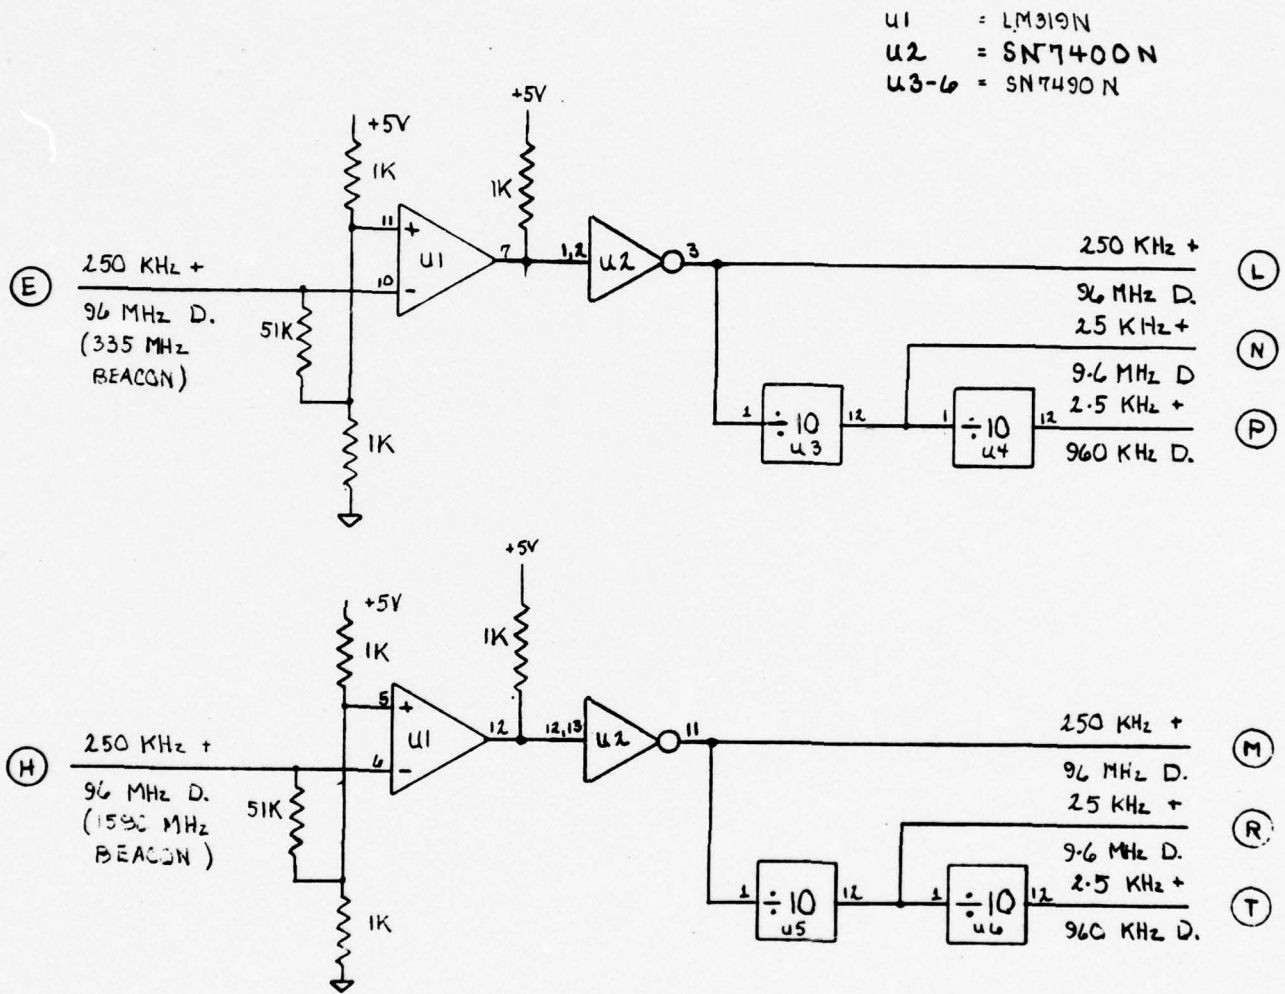 U1 = LM319N
U2 = SN7400N
U3-6 = SN7490N
+5V
1K
+5V
1K
11 +
10 -
U1
7
1,2
U2
3
E
250 KHz +
96 MHz D.
(335 MHz
BEACON)
51K
1K
250 KHz +
96 MHz D.
L
25 KHz +
9.6 MHz D
N
2.5 KHz +
960 KHz D.
P
1
÷10
U3
12
1
÷10
U4
12
+5V
1K
+5V
1K
5 +
6 -
U1
12
12,13
U2
11
H
250 KHz +
96 MHz D.
MHz
BEACON)
51K
1K
250 KHz +
96 MHz D.
M
25 KHz +
9.6 MHz D.
R
2.5 KHz +
960 KHz D.
T
1
÷10
U5
12
1
÷10
U6
12